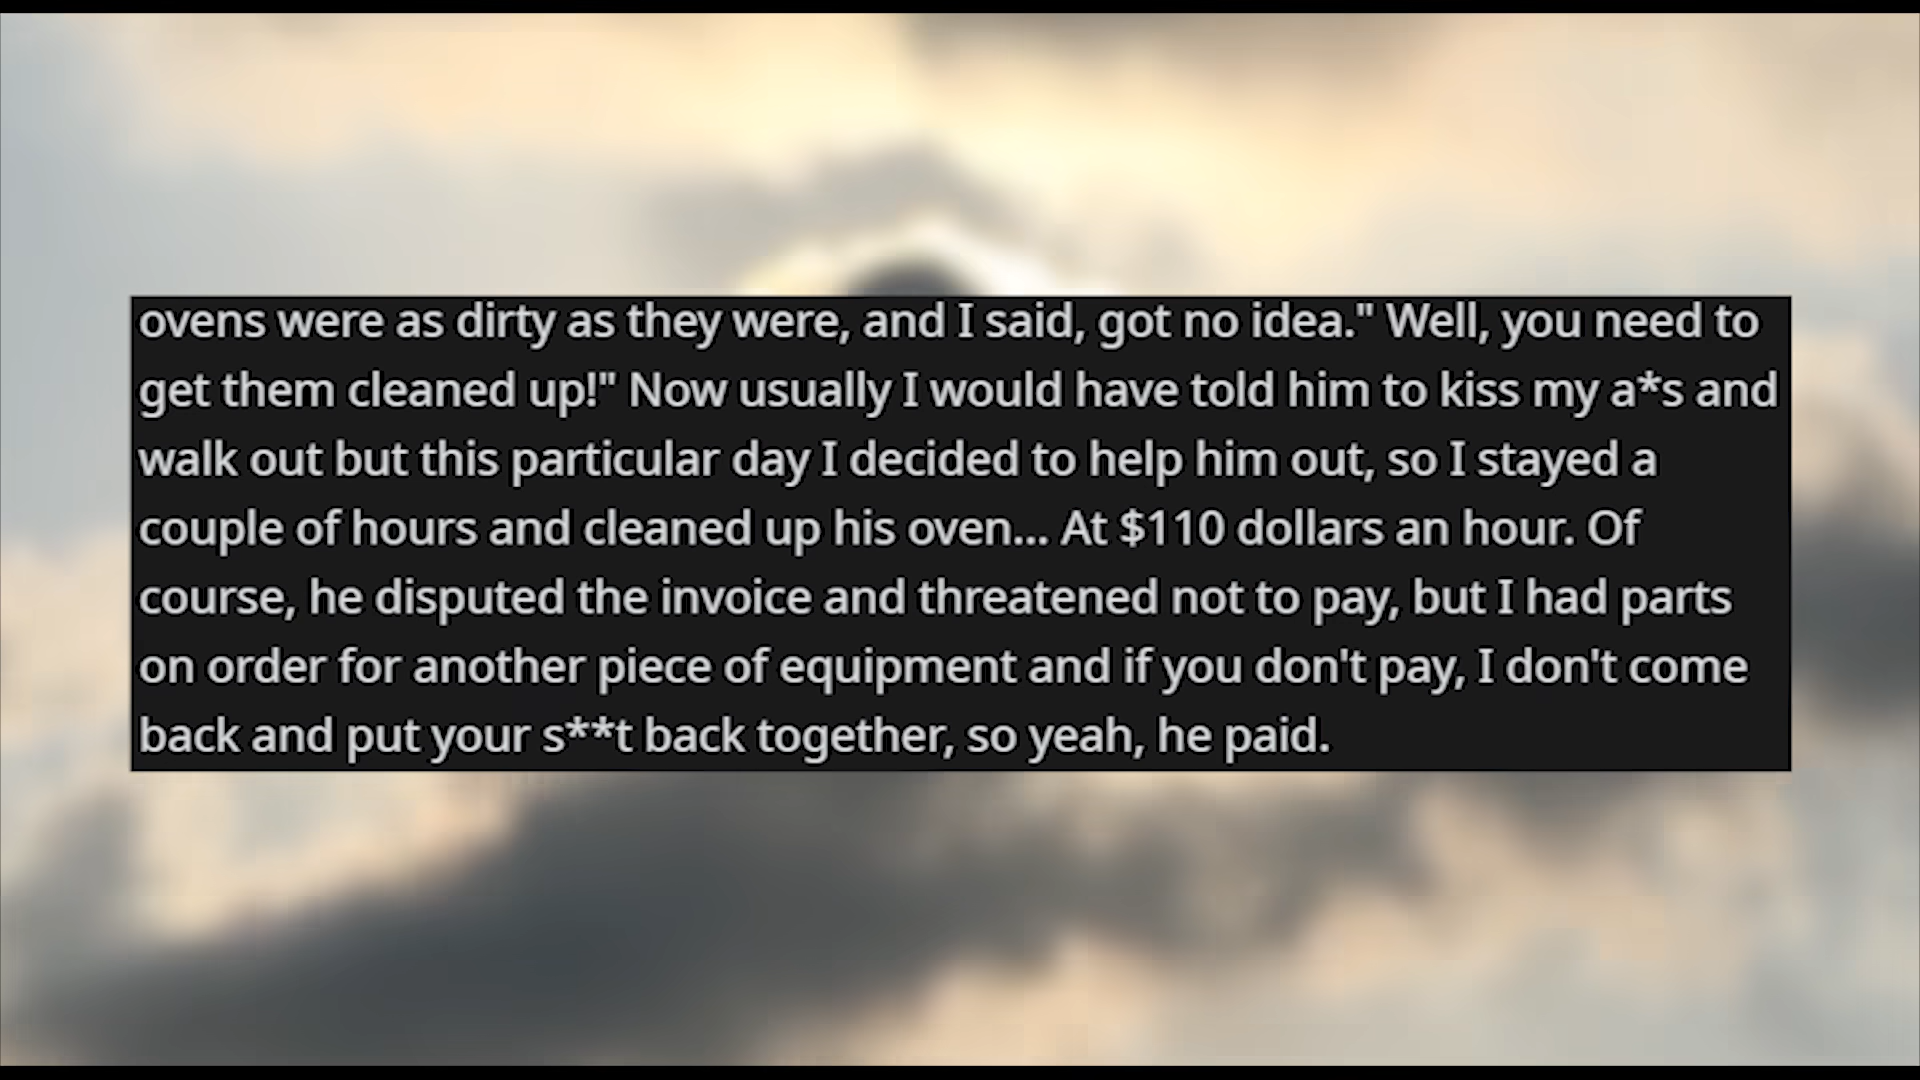 ovens were as dirty as they were, and I said, got no idea." Well, you need to
get them cleaned up!" Now usually I would have told him to kiss my a*s and
walk out but this particular day I decided to help him out, so I stayed a
couple of hours and cleaned up his oven... At $110 dollars an hour. Of
course, he disputed the invoice and threatened not to pay, but I had parts
on order for another piece of equipment and if you don't pay, I don't come
back and put your s**t back together, so yeah, he paid.